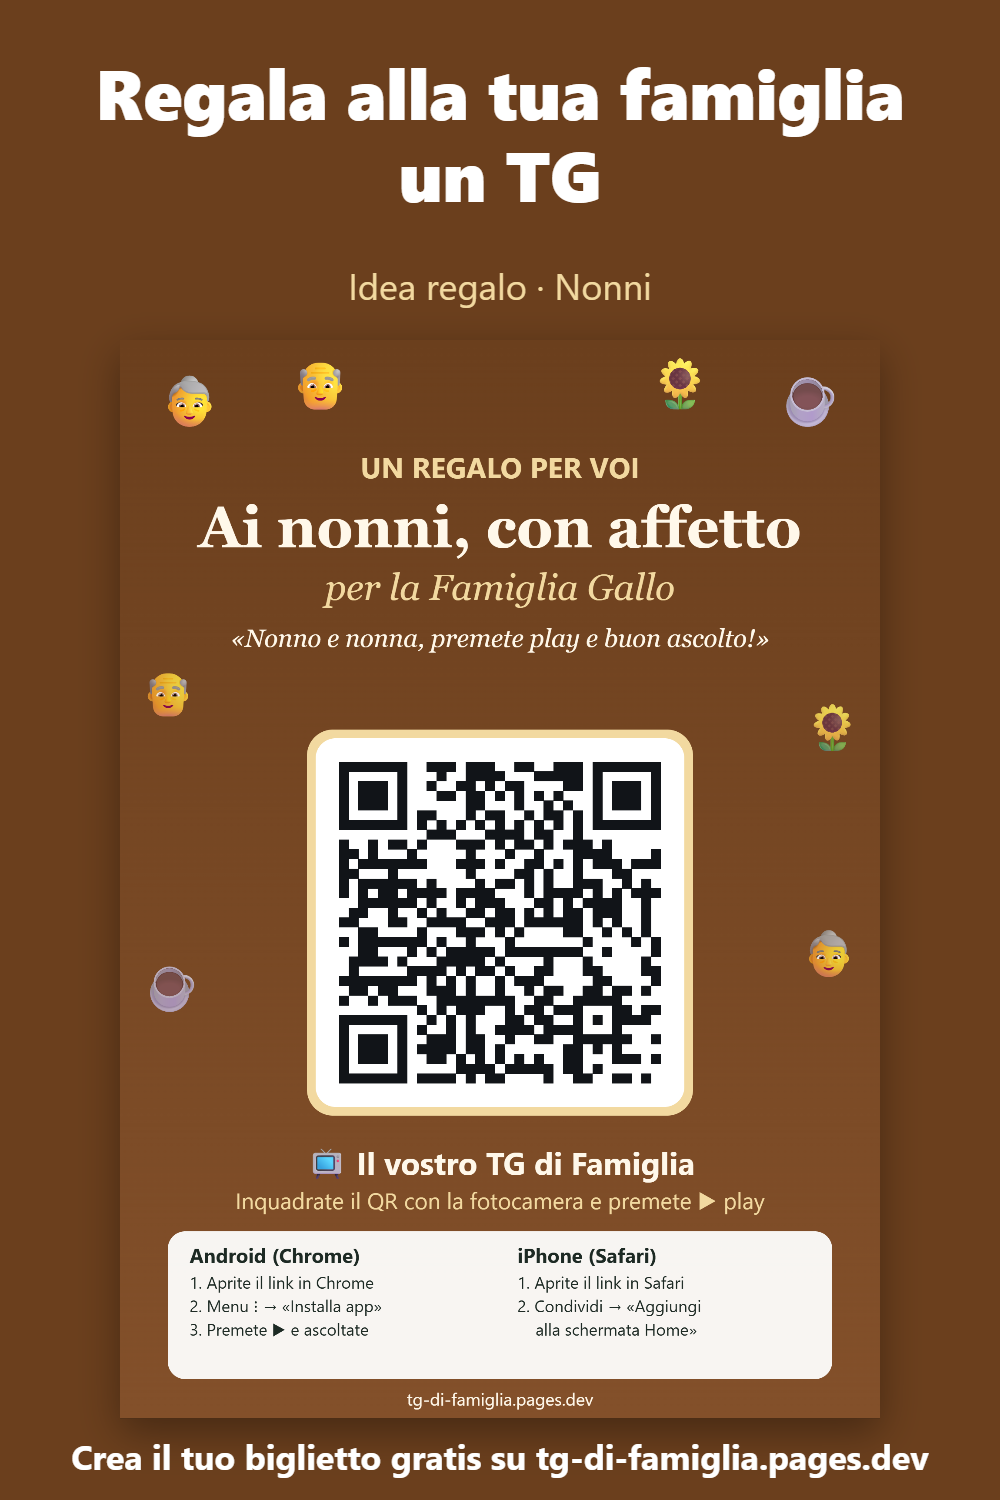 Regala alla tua famiglia
un TG
Idea regalo · Nonni
UN REGALO PER VOI
Ai nonni, con affetto
per la Famiglia Gallo
«Nonno e nonna, premete play e buon ascolto!»
Il vostro TG di Famiglia
Inquadrate il QR con la fotocamera e premete ▶ play
Android (Chrome)
1. Aprite il link in Chrome
2. Menu ⋮ → «Installa app»
3. Premete ▶ e ascoltate
iPhone (Safari)
1. Aprite il link in Safari
2. Condividi → «Aggiungi
alla schermata Home»
tg-di-famiglia.pages.dev
Crea il tuo biglietto gratis su tg-di-famiglia.pages.dev